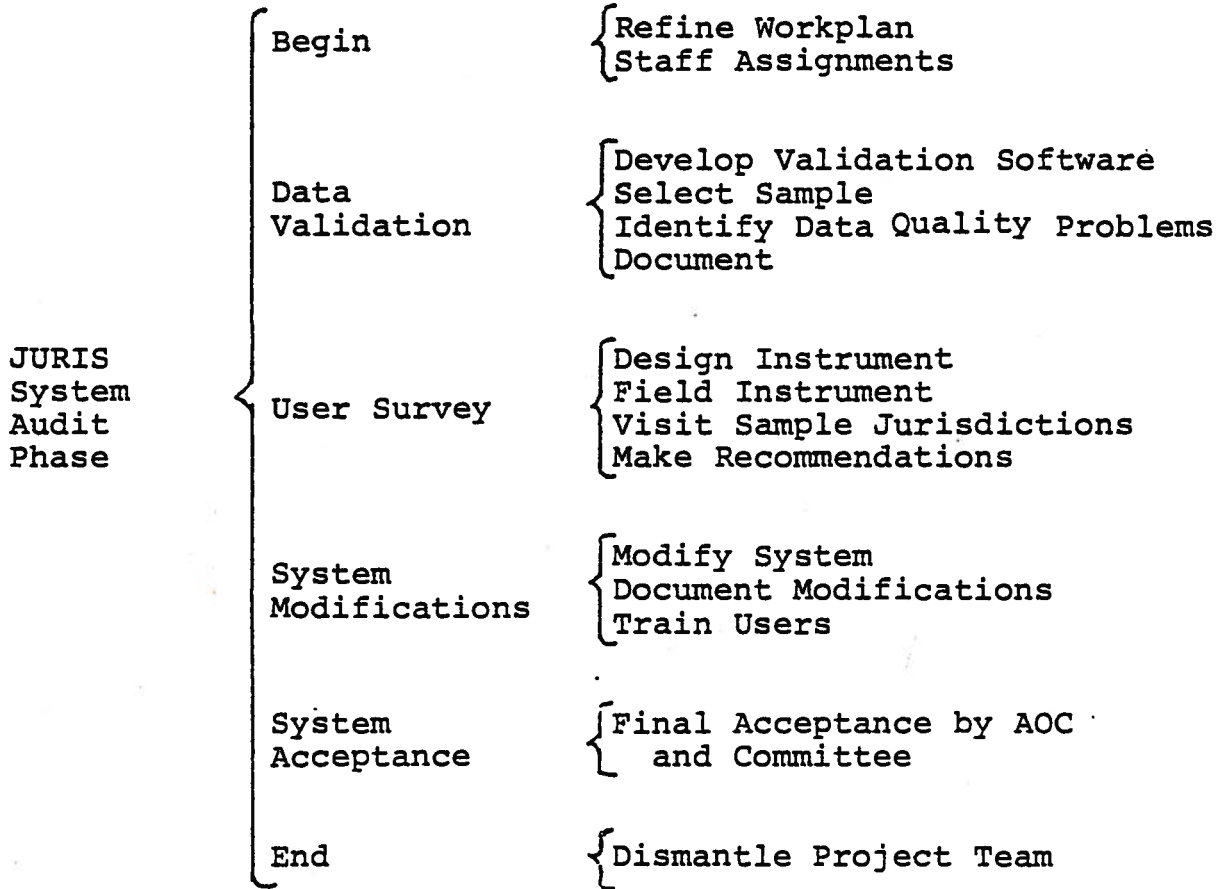 Begin
Refine Workplan
Staff Assignments
Data
Validation
Develop Validation Software
Select Sample
Identify Data Quality Problems
Document
JURIS
System
Audit
Phase
User Survey
Design Instrument
Field Instrument
Visit Sample Jurisdictions
Make Recommendations
System
Modifications
Modify System
Document Modifications
Train Users
System
Acceptance
Final Acceptance by AOC
and Committee
End
Dismantle Project Team